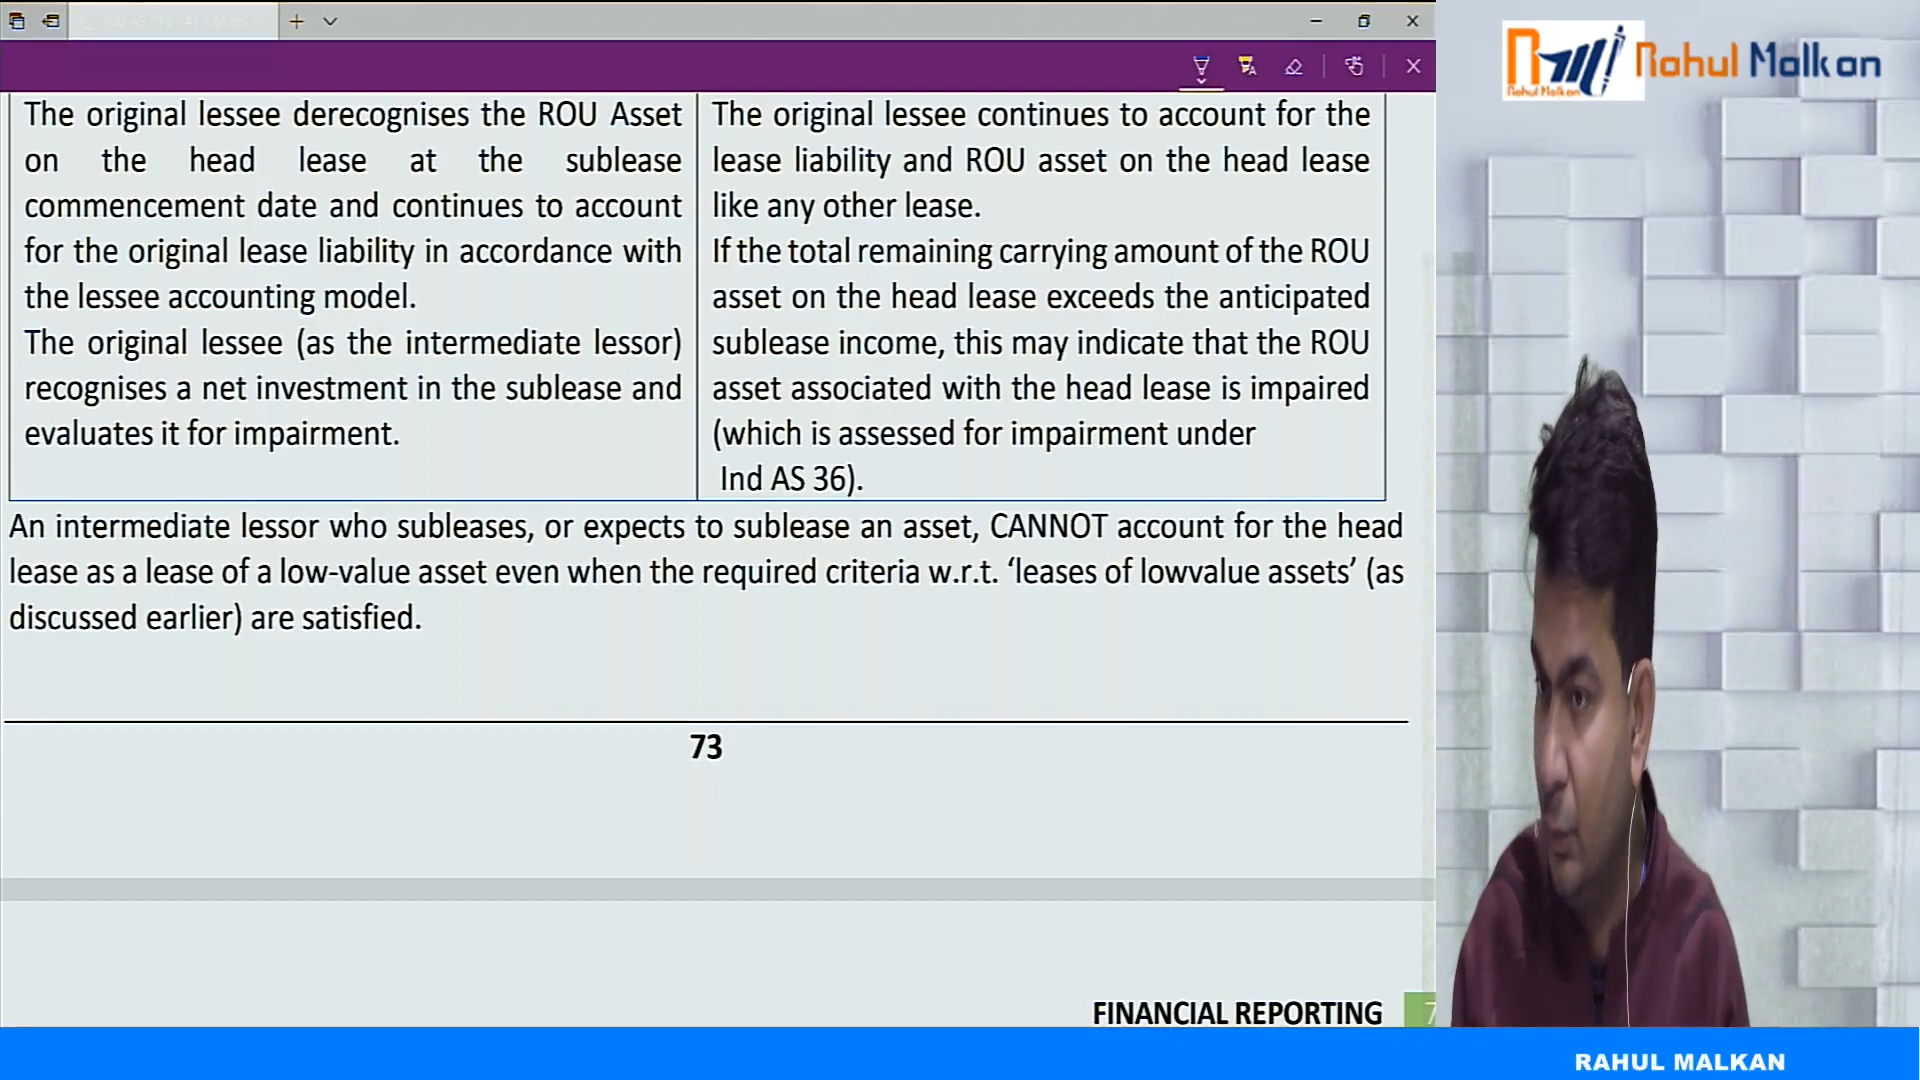 Rahul Malkan
Rahul Malkan
The original lessee derecognises the ROU Asset
on the head lease at the sublease
commencement date and continues to account
for the original lease liability in accordance with
the lessee accounting model.
The original lessee (as the intermediate lessor)
recognises a net investment in the sublease and
evaluates it for impairment.
The original lessee continues to account for the
lease liability and ROU asset on the head lease
like any other lease.
If the total remaining carrying amount of the ROU
asset on the head lease exceeds the anticipated
sublease income, this may indicate that the ROU
asset associated with the head lease is impaired
(which is assessed for impairment under
Ind AS 36).
An intermediate lessor who subleases, or expects to sublease an asset, CANNOT account for the head
lease as a lease of a low-value asset even when the required criteria w.r.t. ‘leases of lowvalue assets’ (as
discussed earlier) are satisfied.
73
FINANCIAL REPORTING
RAHUL MALKAN